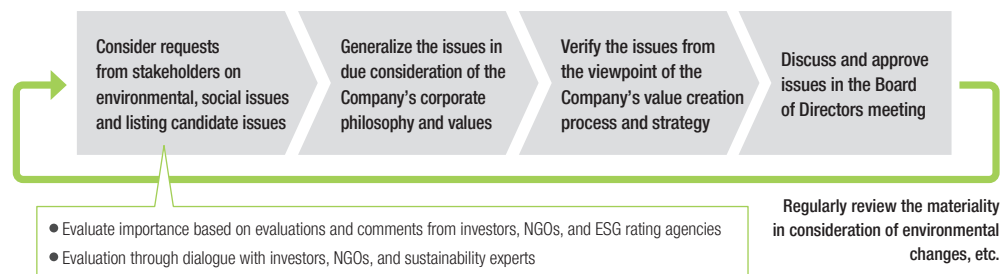 Consider requests
from stakeholders on
environmental, social issues
and listing candidate issues
Generalize the issues in
due consideration of the
Company's corporate
philosophy and values
Verify the issues from
the viewpoint of the
Company's value creation
process and strategy
Discuss and approve
issues in the Board
of Directors meeting
● Evaluate importance based on evaluations and comments from investors, NGOs, and ESG rating agencies
● Evaluation through dialogue with investors, NGOs, and sustainability experts
Regularly review the materiality
in consideration of environmental
changes, etc.